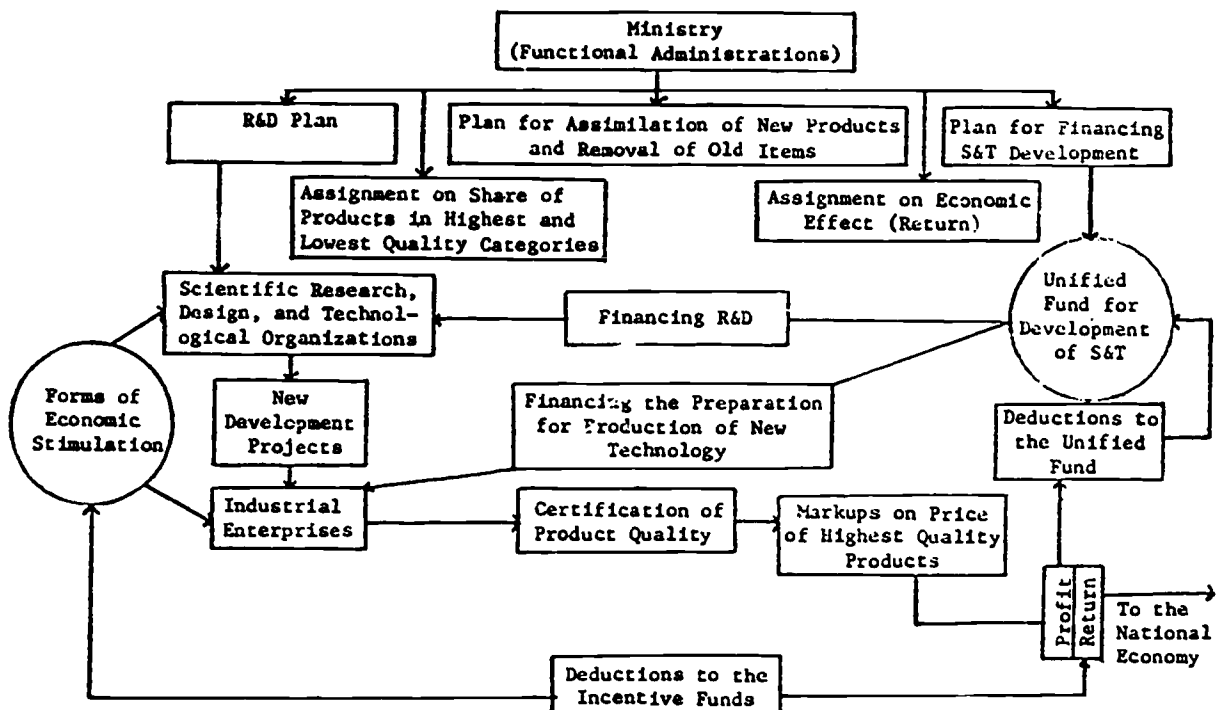 Ministry
(Functional Administrations)
R&D Plan
Plan for Assimilation of New Products
and Removal of Old Items
Plan for Financing
S&T Development
Assignment on Share of
Products in Highest and
Lowest Quality Categories
Assignment on Economic
Effect (Return)
Scientific Research,
Design, and Technol-
ogical Organizations
Financing R&D
Unified
Fund for
Development
of S&T
Forms of
Economic
Stimulation
New
Development
Projects
Financing the Preparation
for Production of New
Technology
Deductions to
the Unified
Fund
Industrial
Enterprises
Certification of
Product Quality
Markups on Price
of Highest Quality
Products
Profit
Return
To the
National
Economy
Deductions to the
Incentive Funds